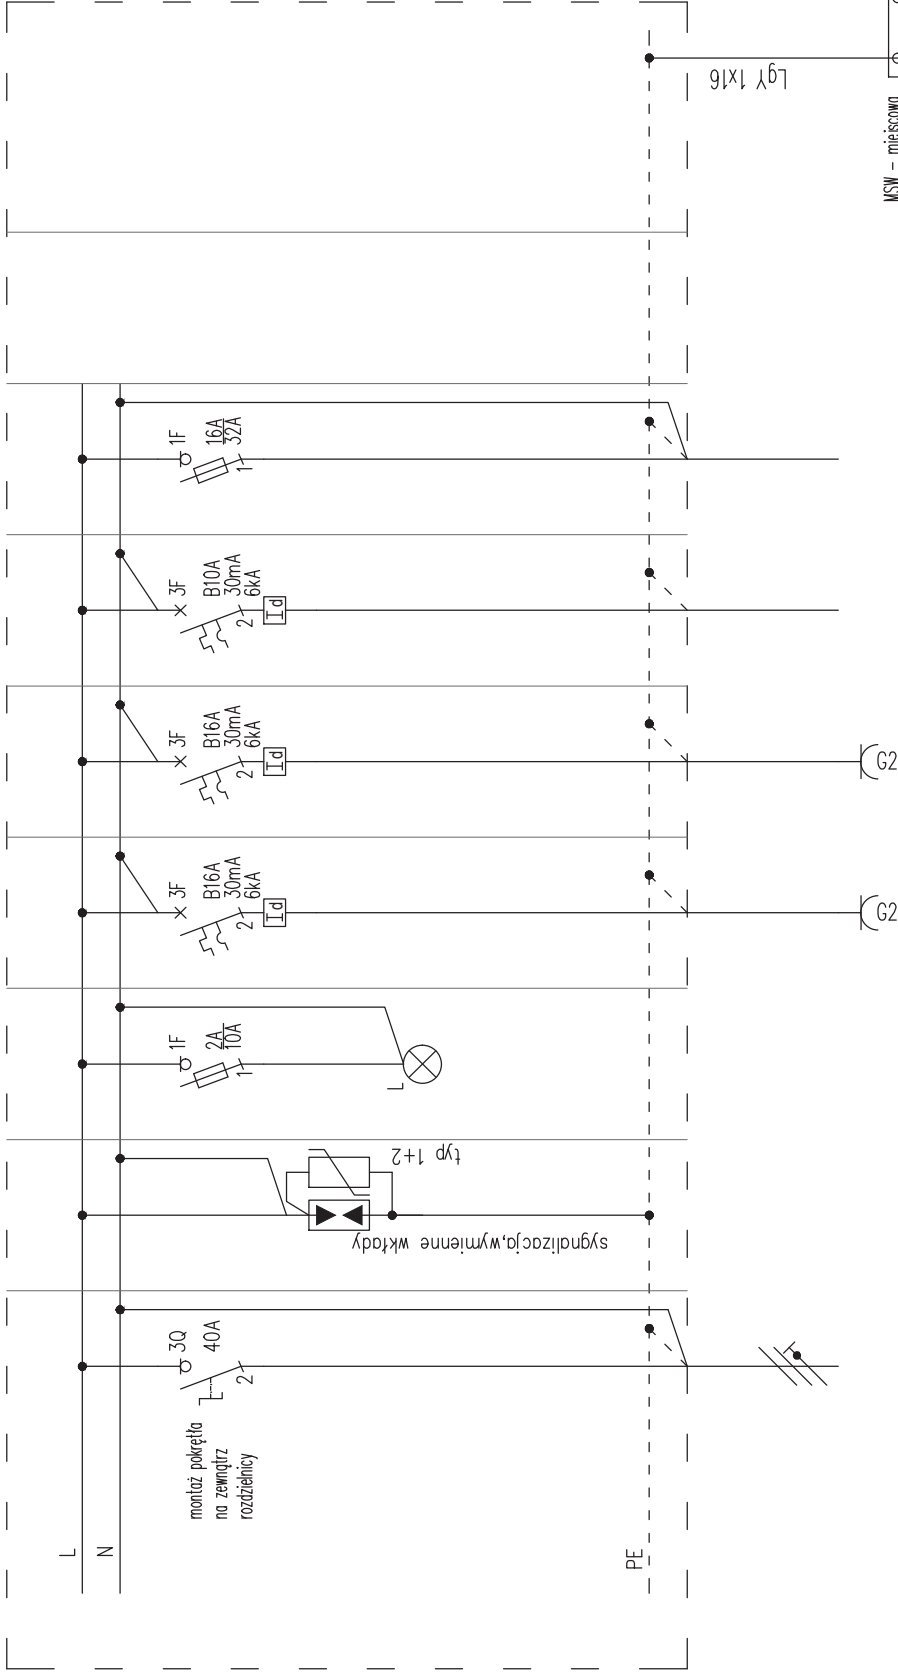 L
N
PE
montaż pokrętła
na zewnątrz
rozdzielnicy
3Q
40A
2
sygnalizacja,wymienne wkłady
typ 1+2
1F
2A
10A
1
L
3F
B16A
30mA
6kA
2
Id
G2
3F
B16A
30mA
6kA
2
Id
G2
3F
B10A
30mA
6kA
2
Id
1F
16A
32A
1
LgY 1x16
MSW - miejscowa